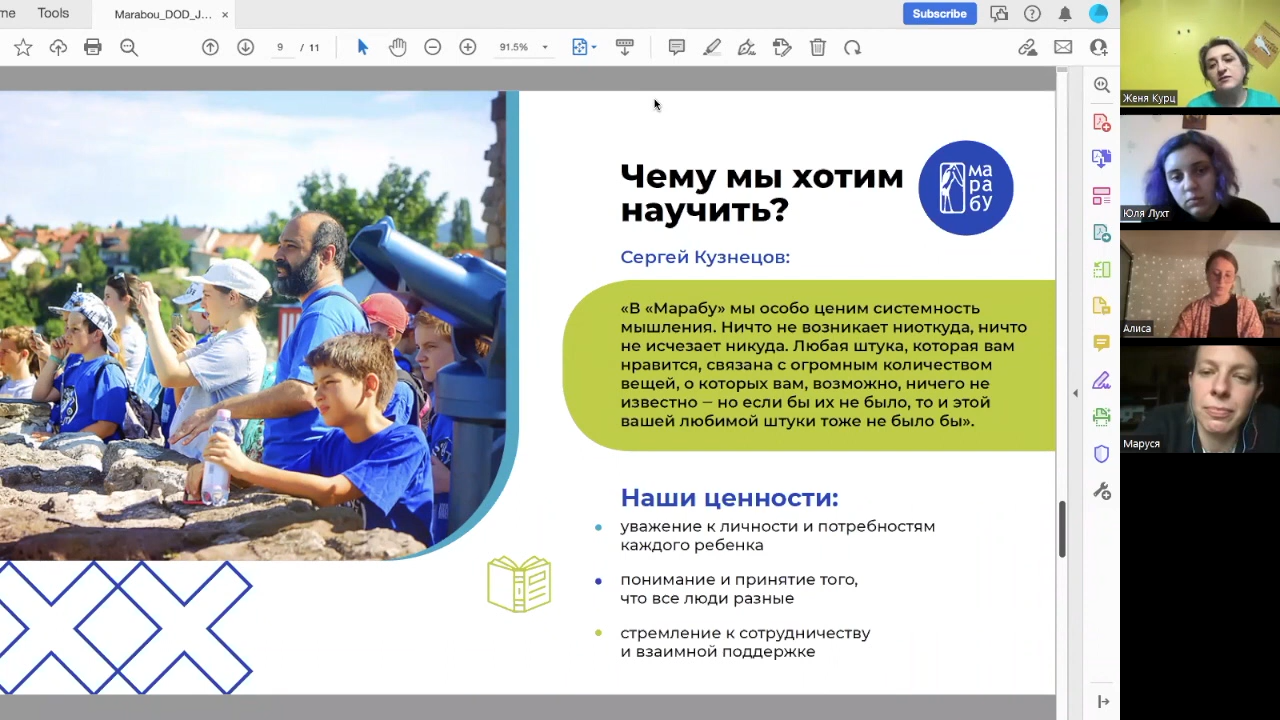 me
Tools
Marabou_DOD_J...
×
Subscribe
9 / 11
91.5%
Чему мы хотим
научить?
ма
ра
бу
Сергей Кузнецов:
«В «Марабу» мы особо ценим системность
мышления. Ничто не возникает ниоткуда, ничто
не исчезает никуда. Любая штука, которая вам
нравится, связана с огромным количеством
вещей, о которых вам, возможно, ничего не
известно – но если бы их не было, то и этой
вашей любимой штуки тоже не было бы».
Наши ценности:
• уважение к личности и потребностям
каждого ребенка
• понимание и принятие того,
что все люди разные
• стремление к сотрудничеству
и взаимной поддержке
Женя Курц
Юля Лухт
Алиса
Маруся